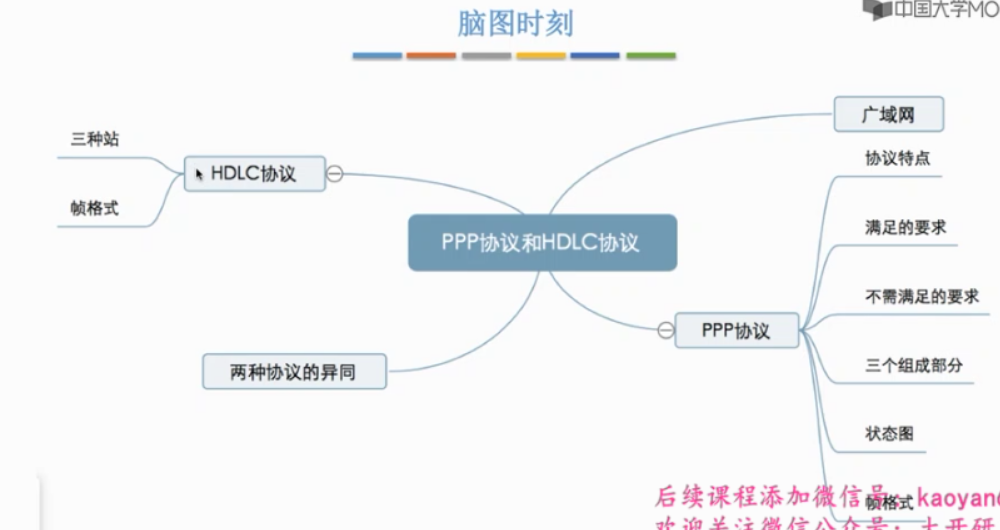 中国大学MO
脑图时刻
广域网
三种站
协议特点
HDLC协议
帧格式
满足的要求
PPP协议和HDLC协议
不需满足的要求
PPP协议
三个组成部分
两种协议的异同
状态图
后续课程添加微信号：kaoyan
帧格式
欢迎关注微信公众号：